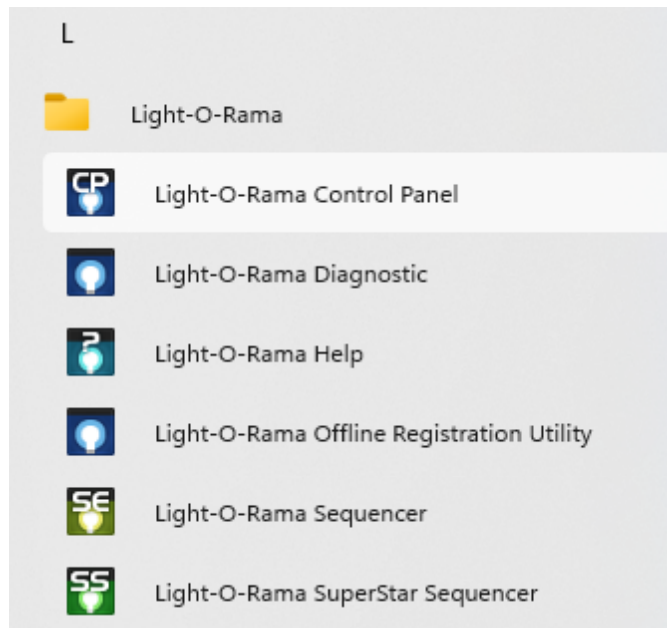 L
Light-O-Rama
CP
Light-O-Rama Control Panel
Light-O-Rama Diagnostic
?
Light-O-Rama Help
Light-O-Rama Offline Registration Utility
SE
Light-O-Rama Sequencer
SS
Light-O-Rama SuperStar Sequencer